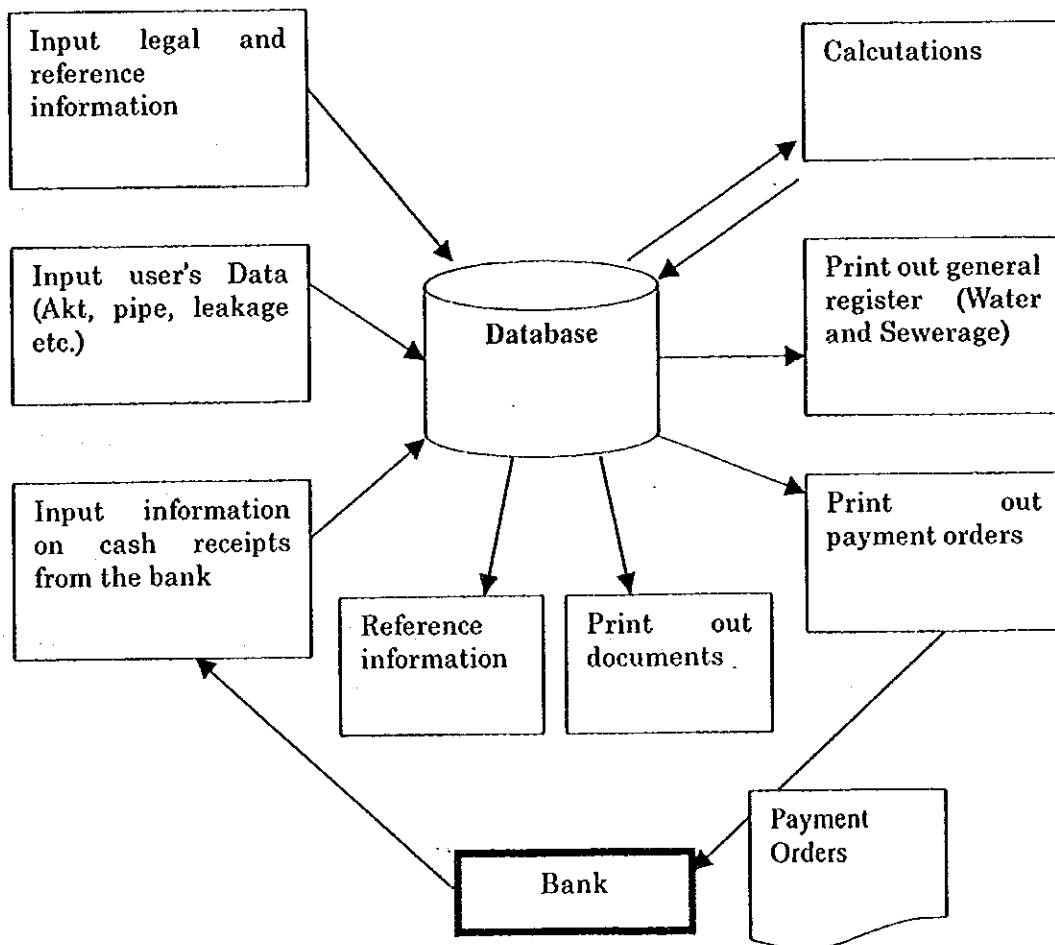 Input legal and
reference
information
Calcutations
Input user's Data
(Akt, pipe, leakage
etc.)
Database
Print out general
register (Water
and Sewerage)
Input information
on cash receipts
from the bank
Print out
payment orders
Reference
information
Print out
documents
Payment
Orders
Bank